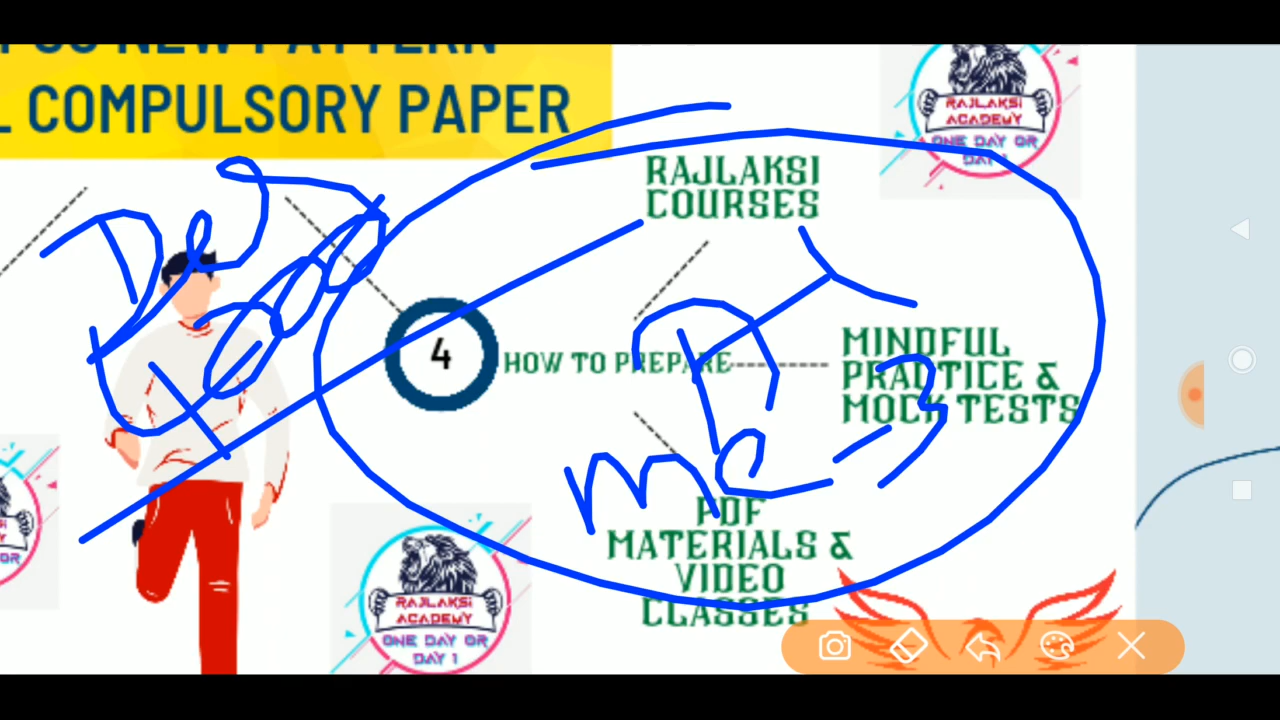 L COMPULSORY PAPER
RAJLAKSI
ACADEMY
ONE DAY OR
DAY 1
RAJLAKSI
COURSES
4
HOW TO PREPARE
MINDFUL
PRACTICE &
MOCK TESTS
PDF
MATERIALS &
VIDEO
CLASSES
RAJLAKSI
ACADEMY
ONE DAY OR
DAY 1